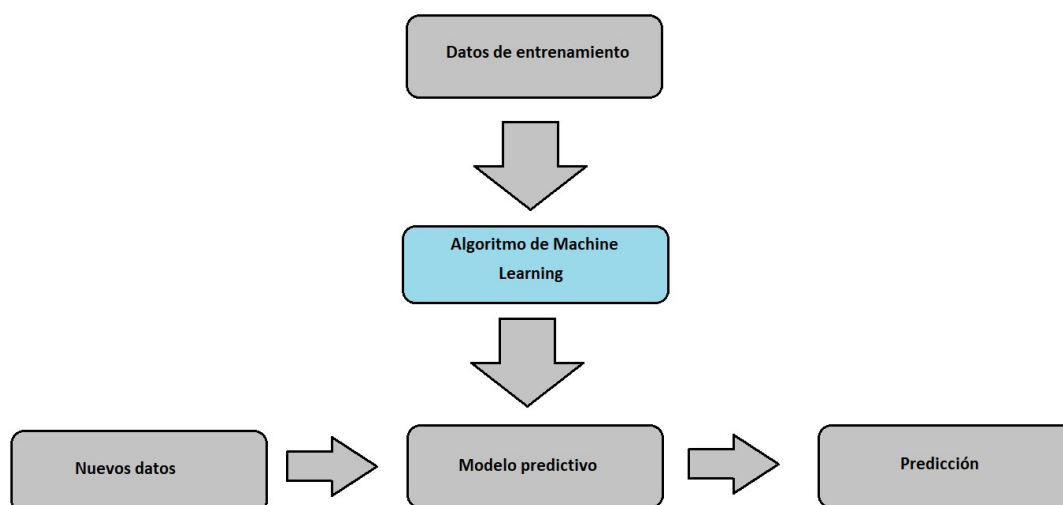 Datos de entrenamiento
Algoritmo de Machine
Learning
Nuevos datos
Modelo predictivo
Predicción